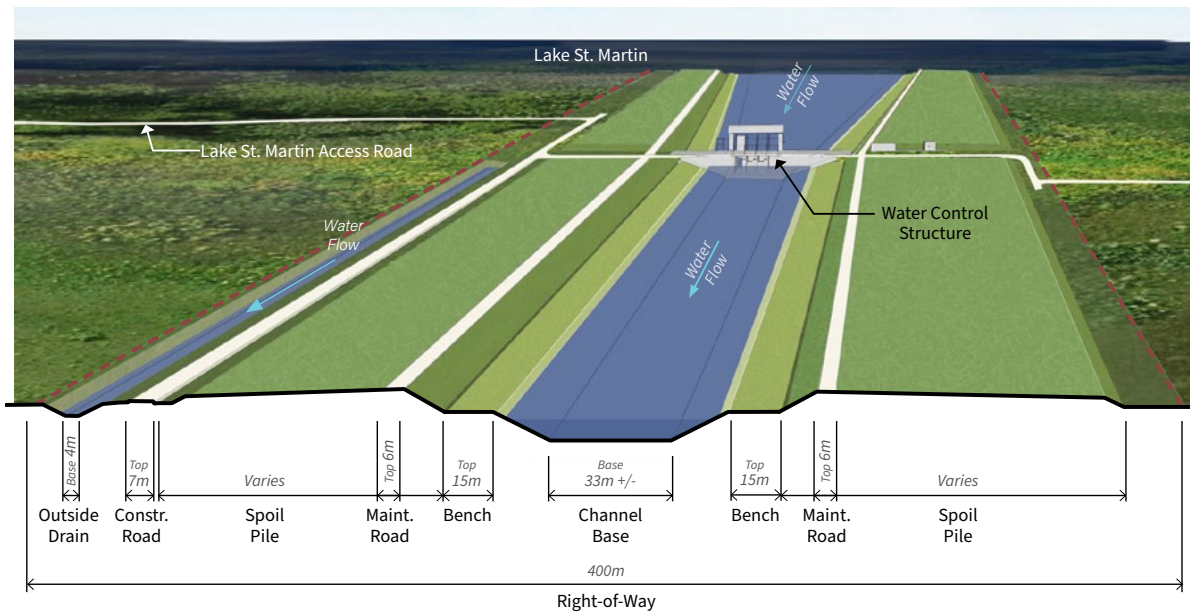 Lake St. Martin
Water
Flow
Lake St. Martin Access Road
Water Control
Structure
Water
Flow
Water
Flow
Base 4m
Top
7m
Varies
Top 6m
Top
15m
Base
33m +/-
Top
15m
Top 6m
Varies
Outside
Drain
Constr.
Road
Spoil
Pile
Maint.
Road
Bench
Channel
Base
Bench
Maint.
Road
Spoil
Pile
400m
Right-of-Way